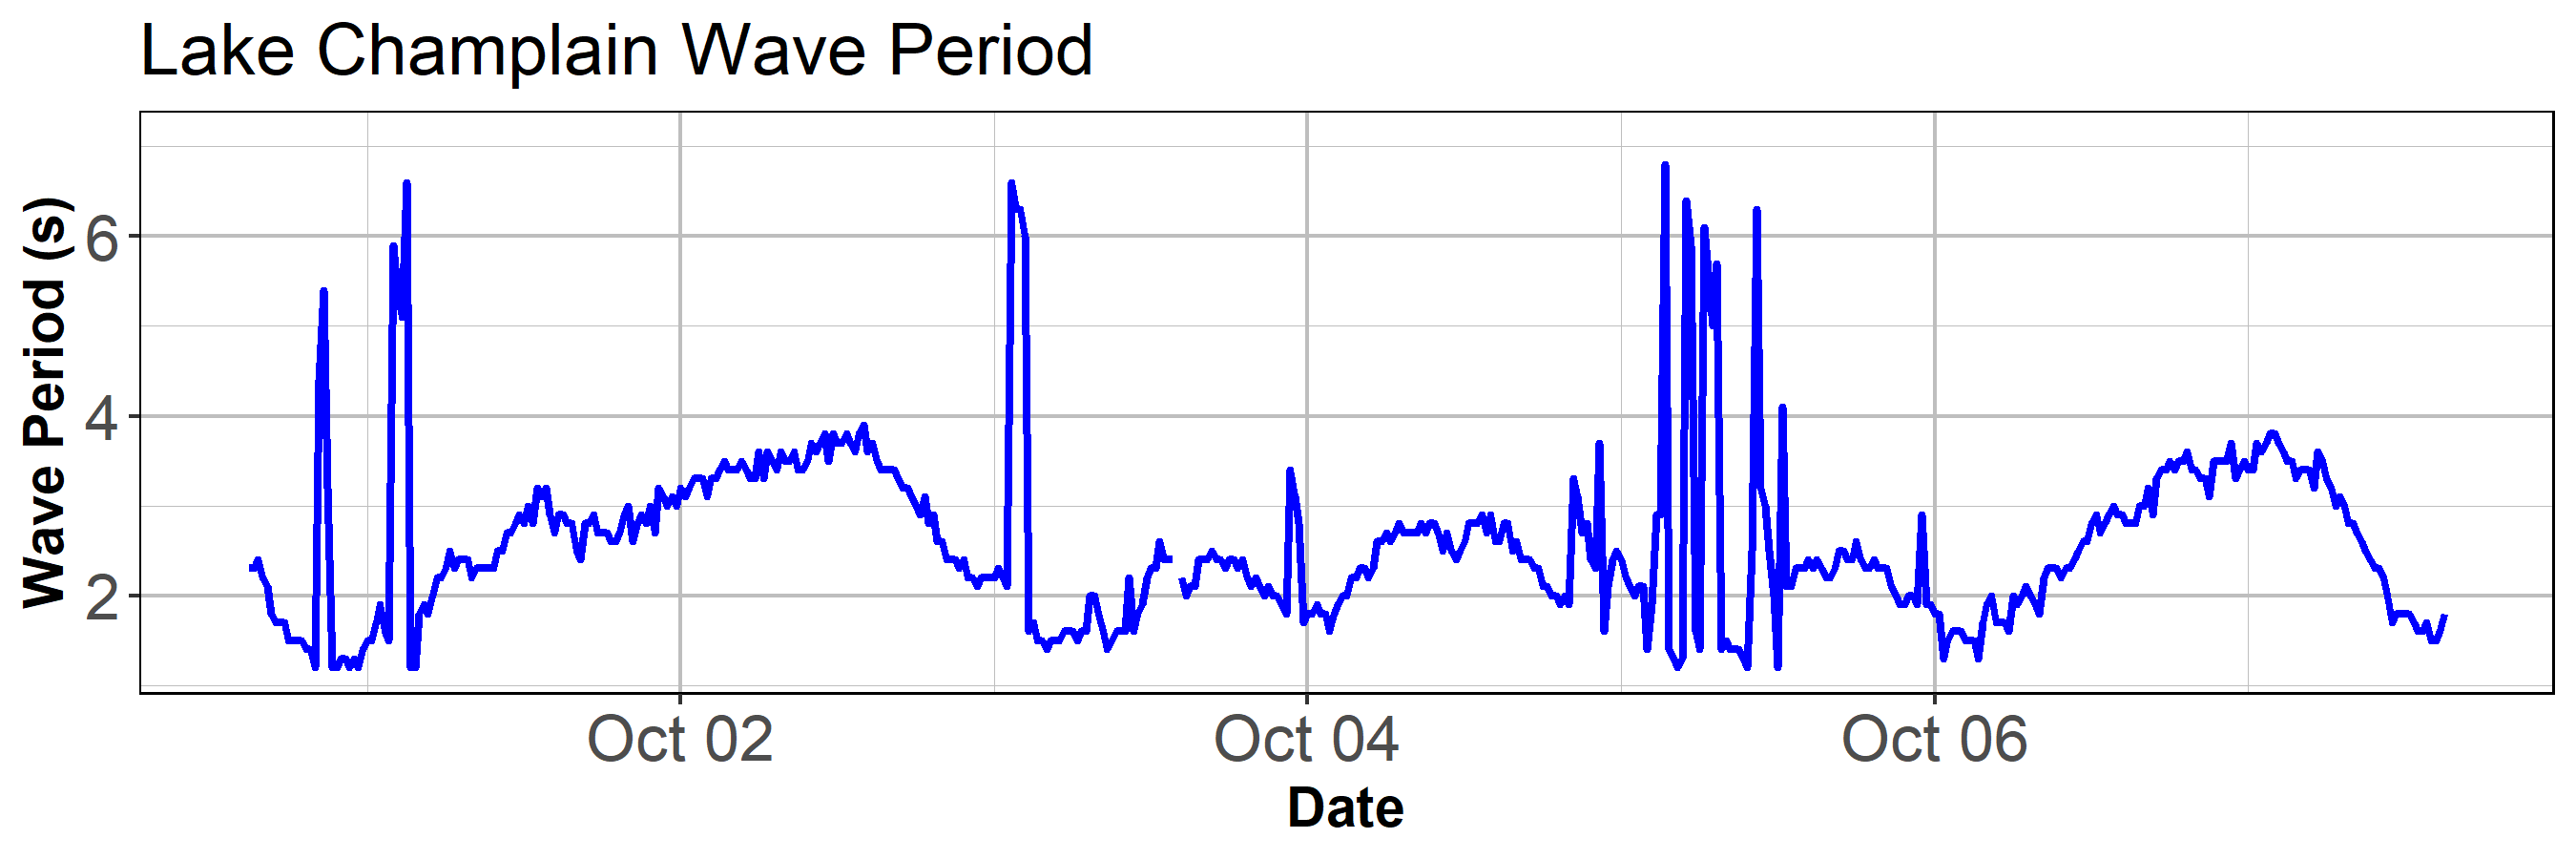 Lake Champlain Wave Period
Wave Period (s)
6
4
2
Oct 02
Oct 04
Oct 06
Date